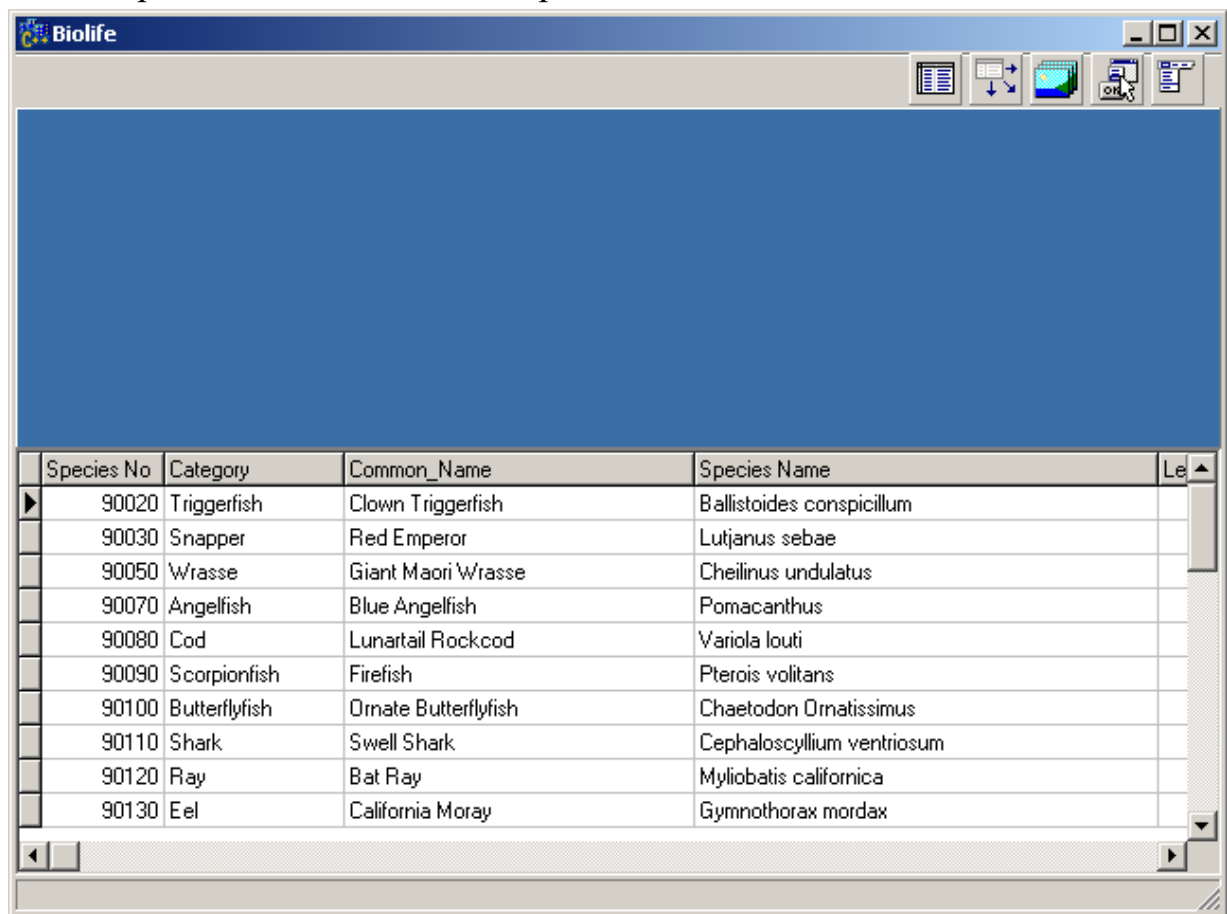 Biolife
OK
Species No Category Common_Name Species Name Le
90020 Triggerfish Clown Triggerfish Ballistoides conspicillum
90030 Snapper Red Emperor Lutjanus sebae
90050 Wrasse Giant Maori Wrasse Cheilinus undulatus
90070 Angelfish Blue Angelfish Pomacanthus
90080 Cod Lunartail Rockcod Variola louti
90090 Scorpionfish Firefish Pterois volitans
90100 Butterflyfish Ornate Butterflyfish Chaetodon Ornatissimus
90110 Shark Swell Shark Cephaloscyllium ventriosum
90120 Ray Bat Ray Myliobatis californica
90130 Eel California Moray Gymnothorax mordax